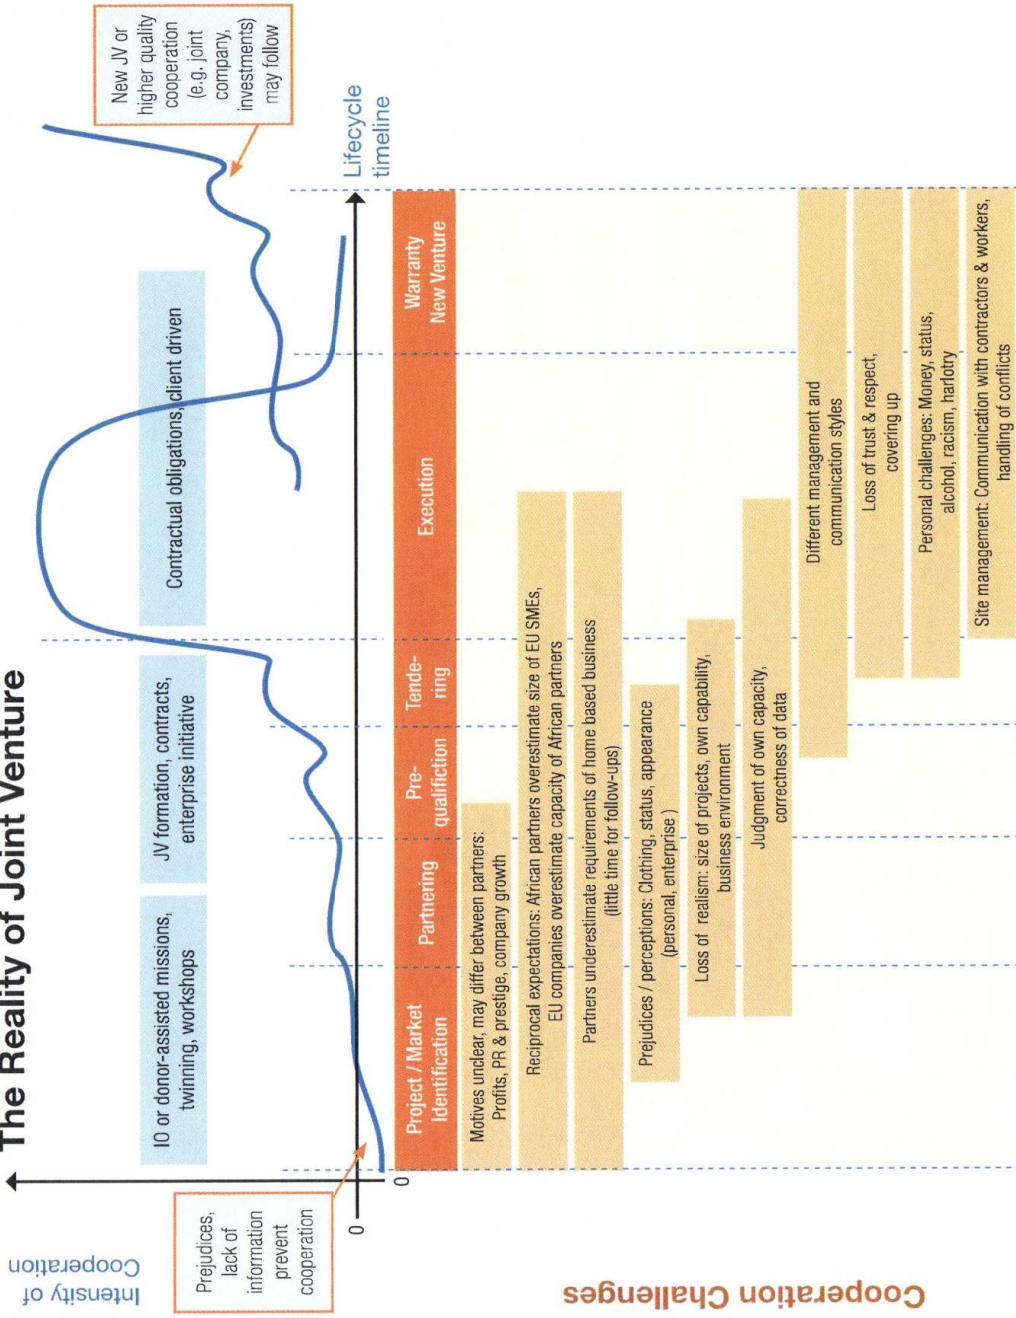 The Reality of Joint Venture
Intensity of
Cooperation
IO or donor-assisted missions,
twinning, workshops
JV formation, contracts,
enterprise initiative
Contractual obligations, client driven
New JV or
higher quality
cooperation
(e.g. joint
company,
investments)
may follow
Prejudices,
lack of
information
prevent
cooperation
0
0
Lifecycle
timeline
Project / Market
Identification
Partnering
Pre-
qualifiction
Tende-
ring
Execution
Warranty
New Venture
Cooperation Challenges
Motives unclear, may differ between partners:
Profits, PR & prestige, company growth
Reciprocal expectations: African partners overestimate size of EU SMEs,
EU companies overestimate capacity of African partners
Partners underestimate requirements of home based business
(little time for follow-ups)
Prejudices / perceptions: Clothing, status, appearance
(personal, enterprise )
Loss of realism: size of projects, own capability,
business environment
Judgment of own capacity,
correctness of data
Different management and
communication styles
Loss of trust & respect,
covering up
Personal challenges: Money, status,
alcohol, racism, harlotry
Site management: Communication with contractors & workers,
handling of conflicts